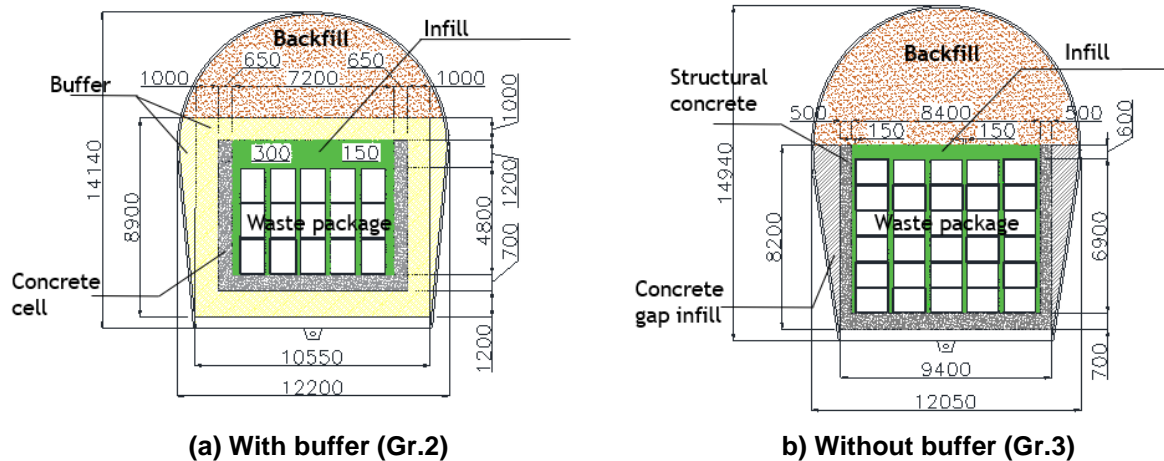 Backfill
Infill
650
650
1000
7200
1000
Buffer
1000
300
150
1200
14140
8900
Waste package
4800
700
Concrete
cell
1200
10550
12200
(a) With buffer (Gr.2)
Backfill
Infill
Structural
concrete
500
8400
500
150
150
600
14940
8200
Waste package
6900
Concrete
gap infill
700
9400
12050
b) Without buffer (Gr.3)